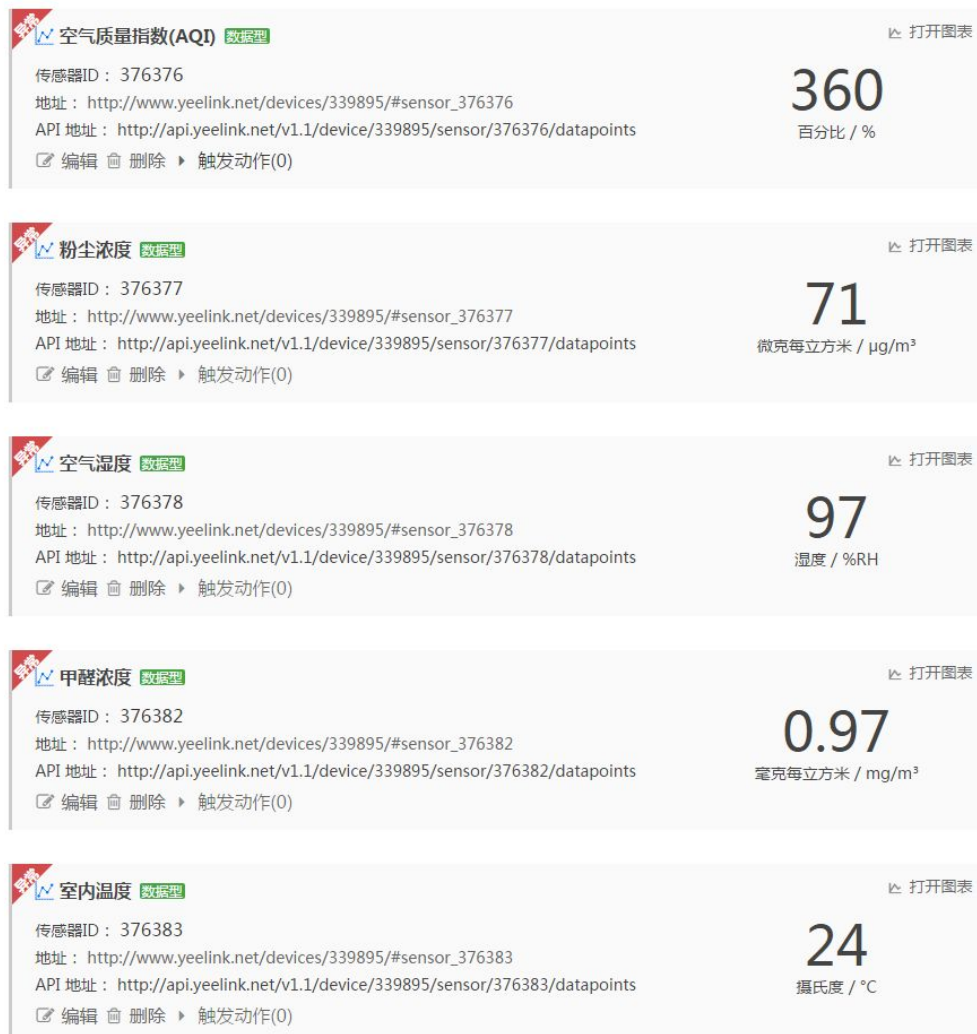 异常
空气质量指数(AQI) 数据型
打开图表
传感器ID： 376376
地址： http://www.yeelink.net/devices/339895/#sensor_376376
API 地址： http://api.yeelink.net/v1.1/device/339895/sensor/376376/datapoints
编辑 删除 触发动作(0)
360
百分比 / %
异常
粉尘浓度 数据型
打开图表
传感器ID： 376377
地址： http://www.yeelink.net/devices/339895/#sensor_376377
API 地址： http://api.yeelink.net/v1.1/device/339895/sensor/376377/datapoints
编辑 删除 触发动作(0)
71
微克每立方米 / μg/m³
异常
空气湿度 数据型
打开图表
传感器ID： 376378
地址： http://www.yeelink.net/devices/339895/#sensor_376378
API 地址： http://api.yeelink.net/v1.1/device/339895/sensor/376378/datapoints
编辑 删除 触发动作(0)
97
湿度 / %RH
异常
甲醛浓度 数据型
打开图表
传感器ID： 376382
地址： http://www.yeelink.net/devices/339895/#sensor_376382
API 地址： http://api.yeelink.net/v1.1/device/339895/sensor/376382/datapoints
编辑 删除 触发动作(0)
0.97
毫克每立方米 / mg/m³
异常
室内温度 数据型
打开图表
传感器ID： 376383
地址： http://www.yeelink.net/devices/339895/#sensor_376383
API 地址： http://api.yeelink.net/v1.1/device/339895/sensor/376383/datapoints
编辑 删除 触发动作(0)
24
摄氏度 / °C